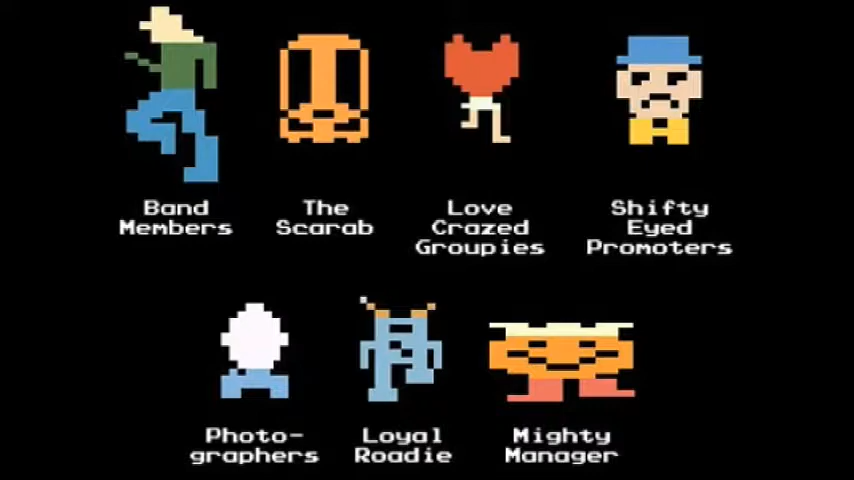 Band
Members
The
Scarab
Love
Crazed
Groupies
Shifty
Eyed
Promoters
Photo-
graphers
Loyal
Roadie
Mighty
Manager